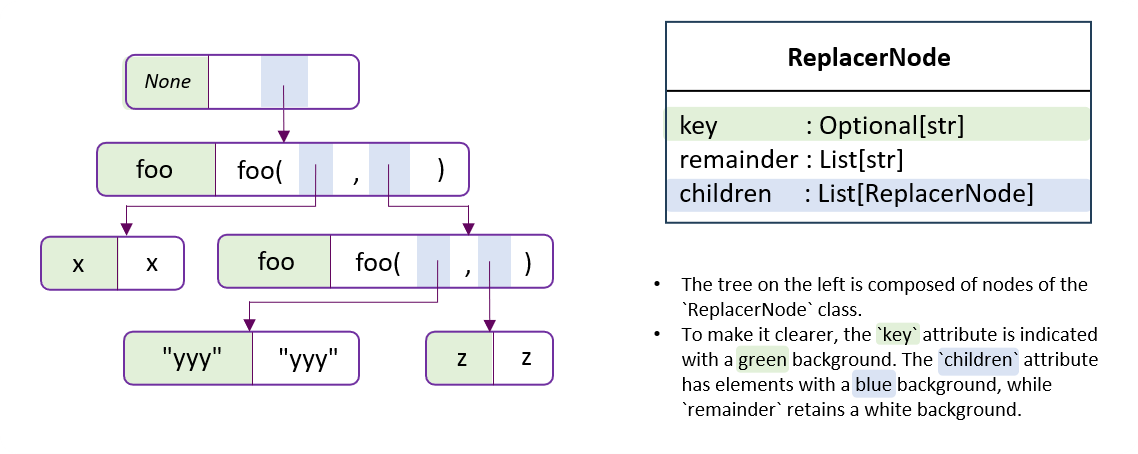 None
foo foo( , )
x x
foo foo( , )
"yyy" "yyy"
z z
ReplacerNode
key : Optional[str]
remainder : List[str]
children : List[ReplacerNode]
• The tree on the left is composed of nodes of the
`ReplacerNode` class.
• To make it clearer, the `key` attribute is indicated
with a green background. The `children` attribute
has elements with a blue background, while
`remainder` retains a white background.